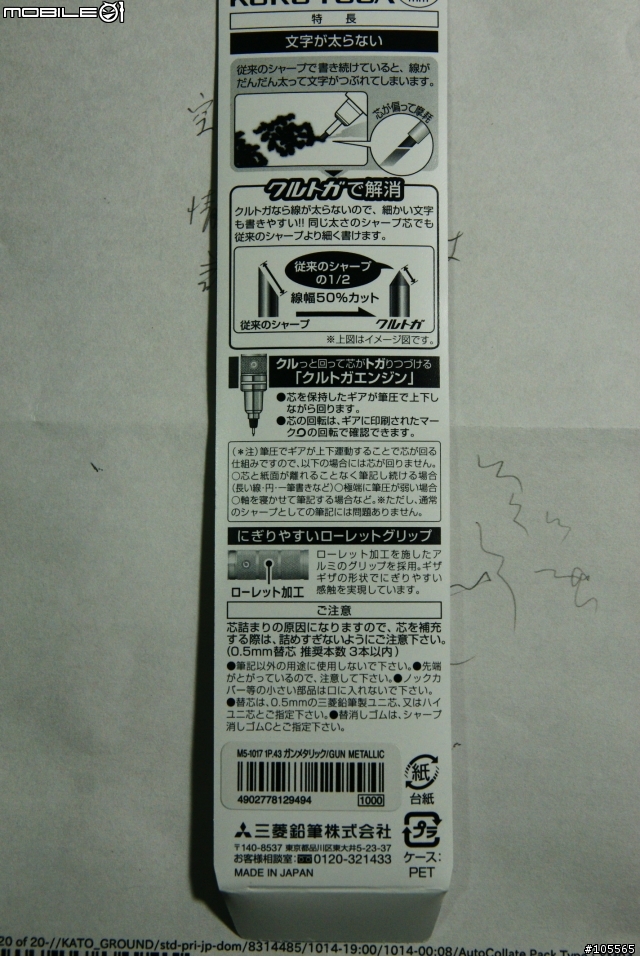 MOBILE01
KURU TOGA
mm
特長
文字が太らない
従来のシャープで書き続けていると、線が
だんだん太って文字がつぶれてしまいます。
芯が偏って摩耗
クルトガで解消
クルトガなら線が太らないので、細かい文字
も書きやすい!! 同じ太さのシャープ芯でも
従来のシャープより細く書けます。
従来のシャープ
の1/2
線幅50%カット
従来のシャープ
クルトガ
※上図はイメージ図です。
クルっと回って芯がトガりつづける
「クルトガエンジン」
●芯を保持したギアが筆圧で上下し
ながら回ります。
●芯の回転は、ギアに印刷されたマー
クの回転で確認できます。
(*注)筆圧でギアが上下運動することで芯が回る
仕組みですので、以下の場合には芯が回りません。
○芯と紙面が離れることなく筆記し続ける場合
(長い線・円・一筆書きなど)○極端に筆圧が弱い場合
○軸を寝かせて筆記する場合など。※ただし、通常
のシャープとしての筆記には問題ありません。
にぎりやすいローレットグリップ
ローレット加工を施したア
ルミのグリップを採用。ギザ
ギザの形状でにぎりやすい
感触を実現しています。
ローレット加工
ご注意
芯詰まりの原因になりますので、芯を補充
する際は、詰めすぎないようにご注意下さい。
(0.5mm替芯 推奨本数 3本以内)
●筆記以外の用途に使用しないで下さい。●先端
がとがっているので、注意して下さい。●ノックカ
バー等の小さい部品は口に入れないで下さい。
●替芯は、0.5mmの三菱鉛筆製ユニ芯、又はハイ
ユニ芯とご指定下さい。●替消しゴムは、シャープ
消しゴムCとご指定下さい。
M5-1017 1P.43 ガンメタリック/GUN METALLIC
4902778129494
1000
紙
台紙
三菱鉛筆株式会社
〒140-8537 東京都品川区東大井5-23-37
お客様相談室:0120-321433
MADE IN JAPAN
プラ
ケース:
PET
20 of 20-//KATO_GROUND/std-pri-jp-dom/8314485/1014-19:00/1014-00:08/AutoCollate Pack Type
#105565